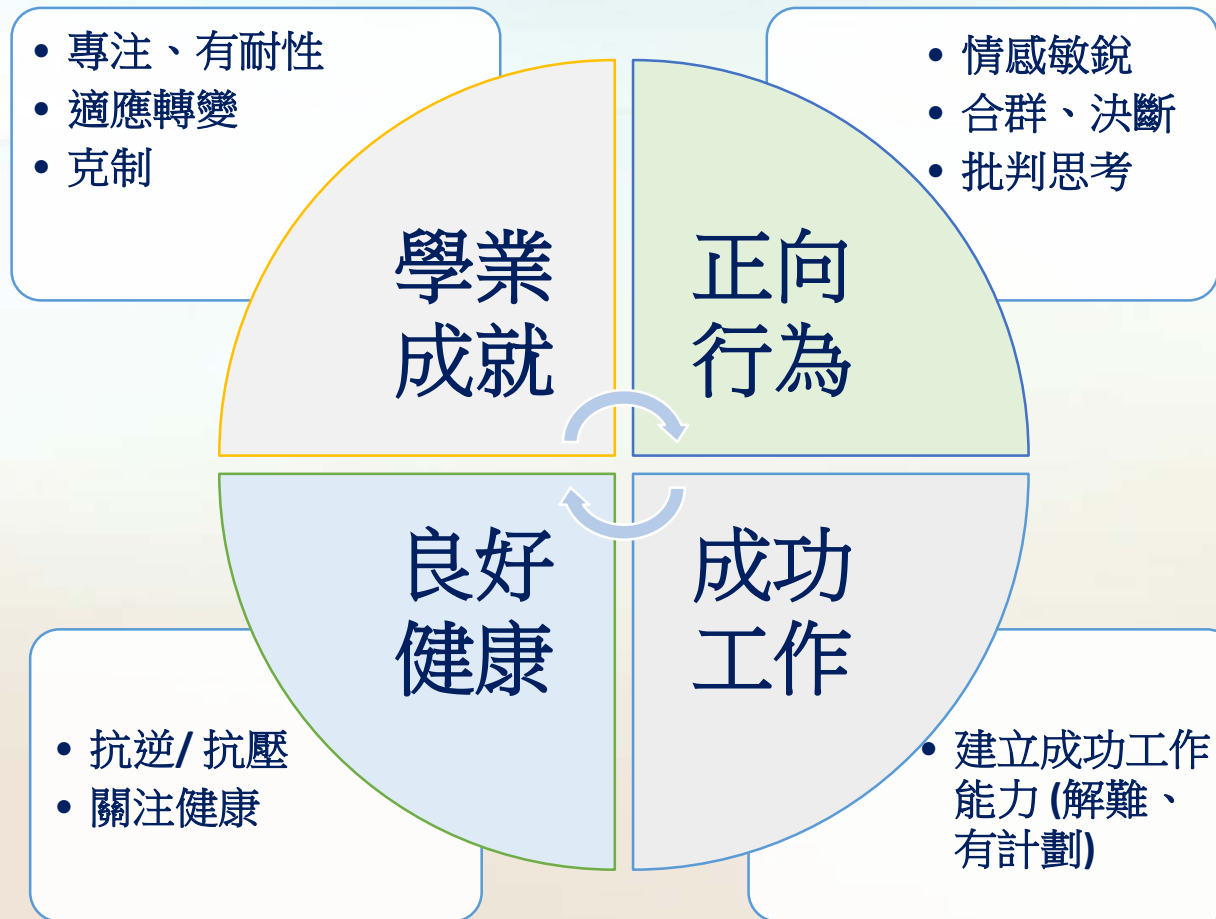 • 專注、有耐性
• 適應轉變
• 克制
• 情感敏銳
• 合群、決斷
• 批判思考
學業
成就
正向
行為
良好
健康
成功
工作
• 抗逆/ 抗壓
• 關注健康
• 建立成功工作
能力 (解難、
有計劃)